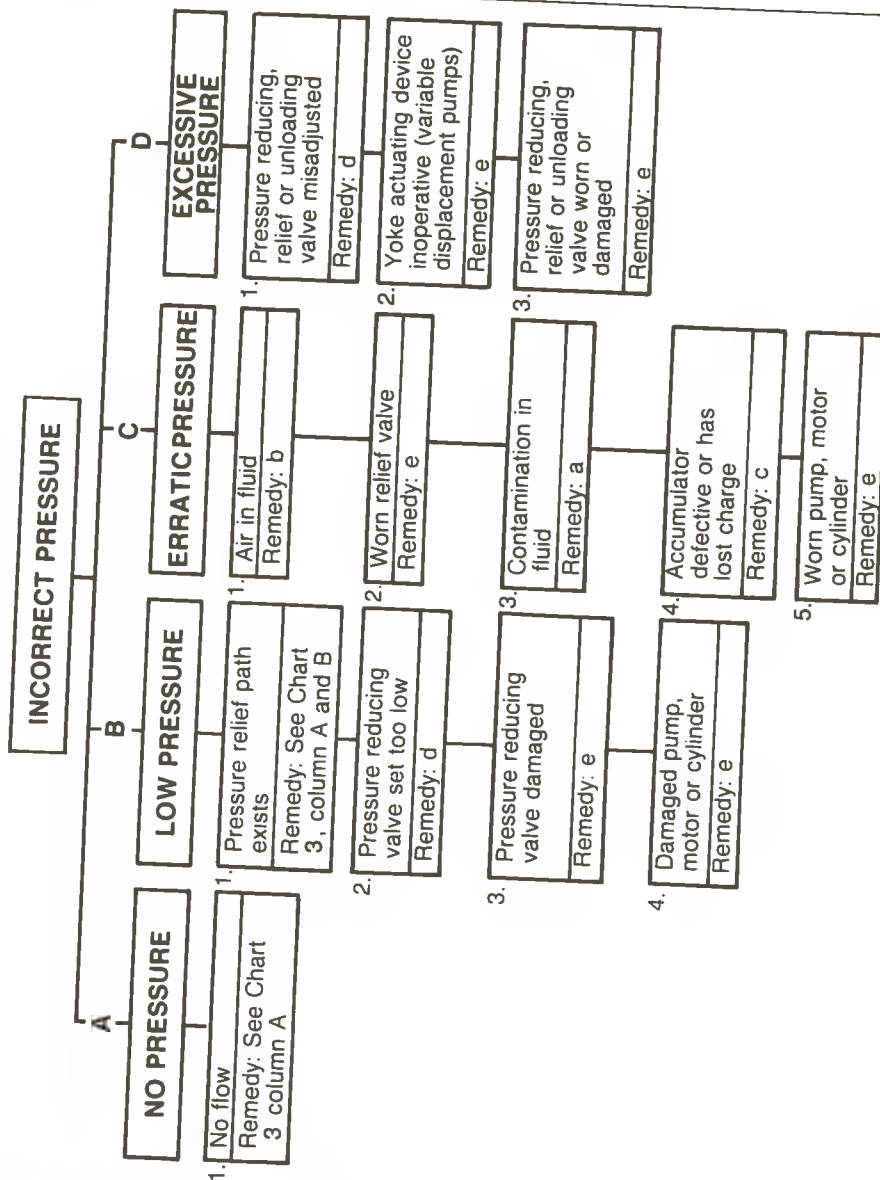 INCORRECT PRESSURE
A
NO PRESSURE
1. No flow
Remedy: See Chart
3 column A
B
LOW PRESSURE
1. Pressure relief path
exists
Remedy: See Chart
3, column A and B
2. Pressure reducing
valve set too low
Remedy: d
3. Pressure reducing
valve damaged
Remedy: e
4. Damaged pump,
motor or cylinder
Remedy: e
C
ERRATIC PRESSURE
1. Air in fluid
Remedy: b
2. Worn relief valve
Remedy: e
3. Contamination in
fluid
Remedy: a
4. Accumulator
defective or has
lost charge
Remedy: c
5. Worn pump, motor
or cylinder
Remedy: e
D
EXCESSIVE
PRESSURE
1. Pressure reducing,
relief or unloading
valve misadjusted
Remedy: d
2. Yoke actuating device
inoperative (variable
displacement pumps)
Remedy: e
3. Pressure reducing,
relief or unloading
valve worn or
damaged
Remedy: e